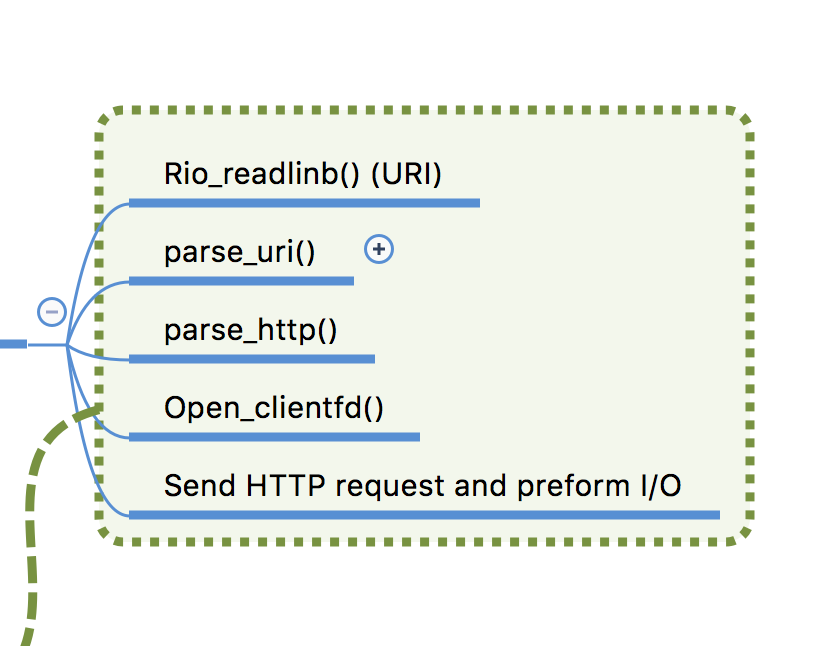 Rio_readlinb() (URI)
parse_uri()
parse_http()
Open_clientfd()
Send HTTP request and preform I/O